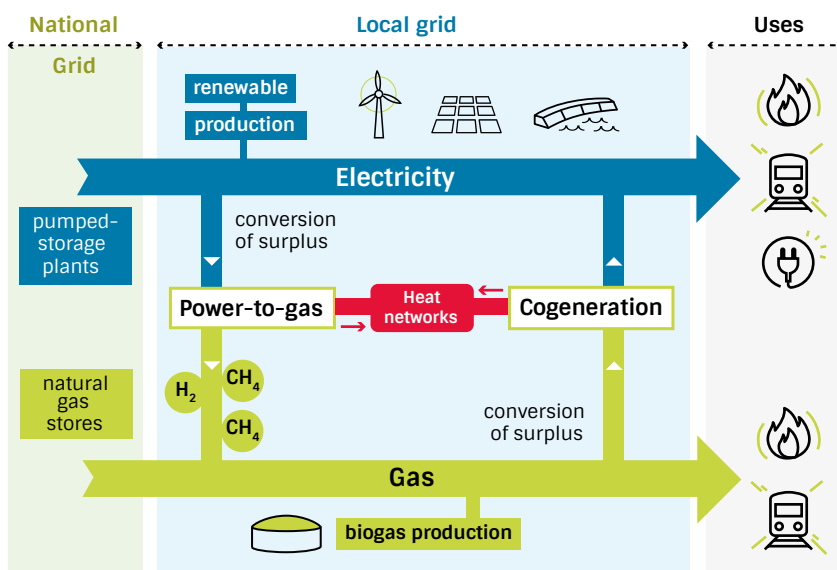 National
Grid
Local grid
Uses
renewable
production
Electricity
pumped-
storage
plants
conversion
of surplus
Power-to-gas
Heat
networks
Cogeneration
natural
gas
stores
H₂
CH₄
CH₄
conversion
of surplus
Gas
biogas production